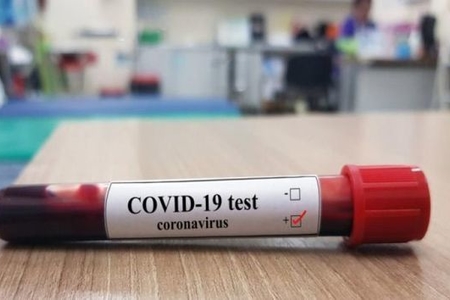 COVID-19 test
coronavirus
- ☐
+ ☑